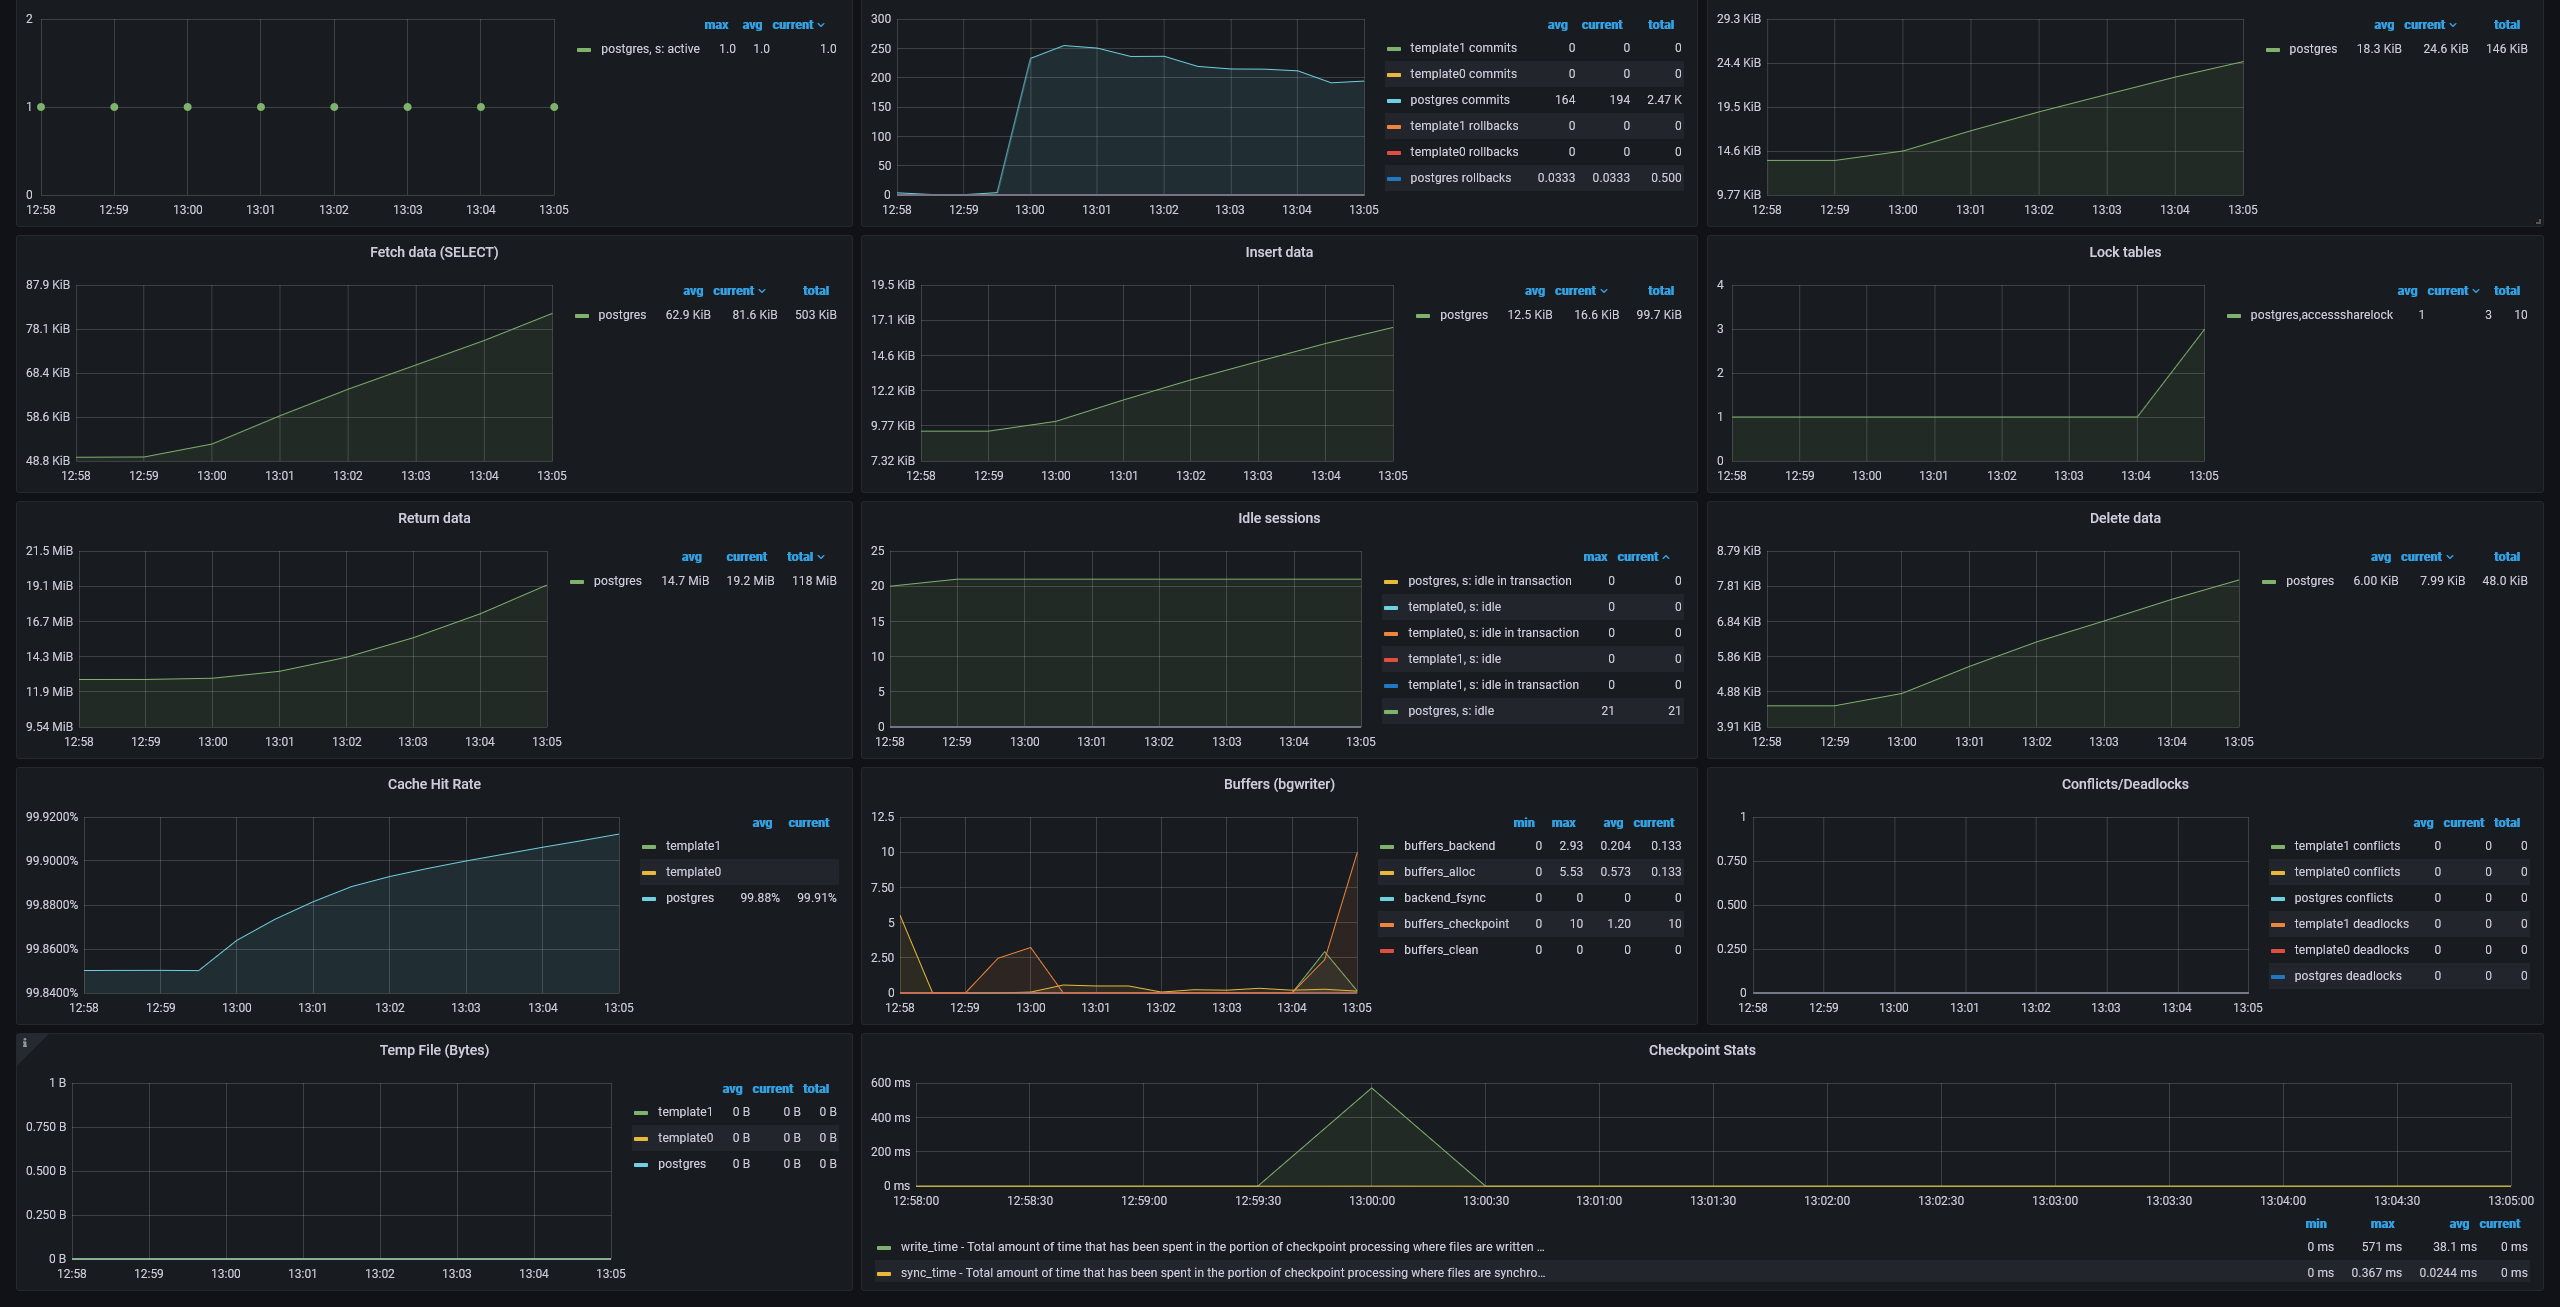 2
1
0
12:58 12:59 13:00 13:01 13:02 13:03 13:04 13:05
max avg current
postgres, s: active 1.0 1.0 1.0
300
250
200
150
100
50
0
12:58 12:59 13:00 13:01 13:02 13:03 13:04 13:05
avg current total
template1 commits 0 0 0
template0 commits 0 0 0
postgres commits 164 194 2.47 K
template1 rollbacks 0 0 0
template0 rollbacks 0 0 0
postgres rollbacks 0.0333 0.0333 0.500
29.3 KiB
24.4 KiB
19.5 KiB
14.6 KiB
9.77 KiB
12:58 12:59 13:00 13:01 13:02 13:03 13:04 13:05
avg current total
postgres 18.3 KiB 24.6 KiB 146 KiB
Fetch data (SELECT)
87.9 KiB
78.1 KiB
68.4 KiB
58.6 KiB
48.8 KiB
12:58 12:59 13:00 13:01 13:02 13:03 13:04 13:05
avg current total
postgres 62.9 KiB 81.6 KiB 503 KiB
Insert data
19.5 KiB
17.1 KiB
14.6 KiB
12.2 KiB
9.77 KiB
7.32 KiB
12:58 12:59 13:00 13:01 13:02 13:03 13:04 13:05
avg current total
postgres 12.5 KiB 16.6 KiB 99.7 KiB
Lock tables
4
3
2
1
0
12:58 12:59 13:00 13:01 13:02 13:03 13:04 13:05
avg current total
postgres,accesssharelock 1 3 10
Return data
21.5 MiB
19.1 MiB
16.7 MiB
14.3 MiB
11.9 MiB
9.54 MiB
12:58 12:59 13:00 13:01 13:02 13:03 13:04 13:05
avg current total
postgres 14.7 MiB 19.2 MiB 118 MiB
Idle sessions
25
20
15
10
5
0
12:58 12:59 13:00 13:01 13:02 13:03 13:04 13:05
max current
postgres, s: idle in transaction 0 0
template0, s: idle 0 0
template0, s: idle in transaction 0 0
template1, s: idle 0 0
template1, s: idle in transaction 0 0
postgres, s: idle 21 21
Delete data
8.79 KiB
7.81 KiB
6.84 KiB
5.86 KiB
4.88 KiB
3.91 KiB
12:58 12:59 13:00 13:01 13:02 13:03 13:04 13:05
avg current total
postgres 6.00 KiB 7.99 KiB 48.0 KiB
Cache Hit Rate
99.9200%
99.9000%
99.8800%
99.8600%
99.8400%
12:58 12:59 13:00 13:01 13:02 13:03 13:04 13:05
avg current
template1
template0
postgres 99.88% 99.91%
Buffers (bgwriter)
12.5
10
7.50
5
2.50
0
12:58 12:59 13:00 13:01 13:02 13:03 13:04 13:05
min max avg current
buffers_backend 0 2.93 0.204 0.133
buffers_alloc 0 5.53 0.573 0.133
backend_fsync 0 0 0 0
buffers_checkpoint 0 10 1.20 10
buffers_clean 0 0 0 0
Conflicts/Deadlocks
1
0.750
0.500
0.250
0
12:58 12:59 13:00 13:01 13:02 13:03 13:04 13:05
avg current total
template1 conflicts 0 0 0
template0 conflicts 0 0 0
postgres conflicts 0 0 0
template1 deadlocks 0 0 0
template0 deadlocks 0 0 0
postgres deadlocks 0 0 0
i
Temp File (Bytes)
1 B
0.750 B
0.500 B
0.250 B
0 B
12:58 12:59 13:00 13:01 13:02 13:03 13:04 13:05
avg current total
template1 0 B 0 B 0 B
template0 0 B 0 B 0 B
postgres 0 B 0 B 0 B
Checkpoint Stats
600 ms
400 ms
200 ms
0 ms
12:58:00 12:58:30 12:59:00 12:59:30 13:00:00 13:00:30 13:01:00 13:01:30 13:02:00 13:02:30 13:03:00 13:03:30 13:04:00 13:04:30 13:05:00
min max avg current
write_time - Total amount of time that has been spent in the portion of checkpoint processing where files are written ... 0 ms 571 ms 38.1 ms 0 ms
sync_time - Total amount of time that has been spent in the portion of checkpoint processing where files are synchro... 0 ms 0.367 ms 0.0244 ms 0 ms